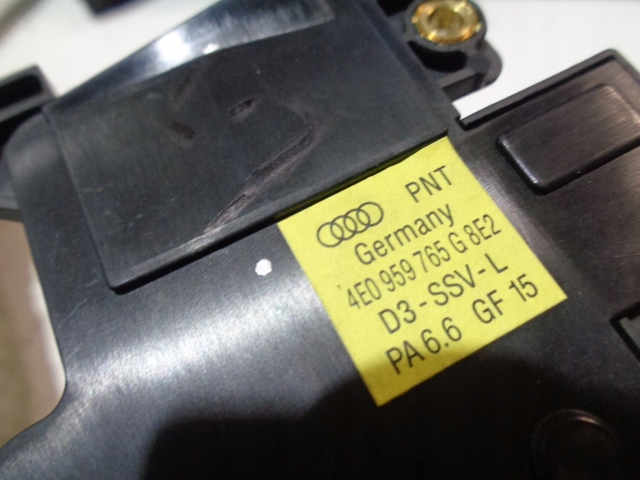 PNT
Germany
4E0 959 765 G 8E2
D3-SSV-L
PA 6.6 GF 15